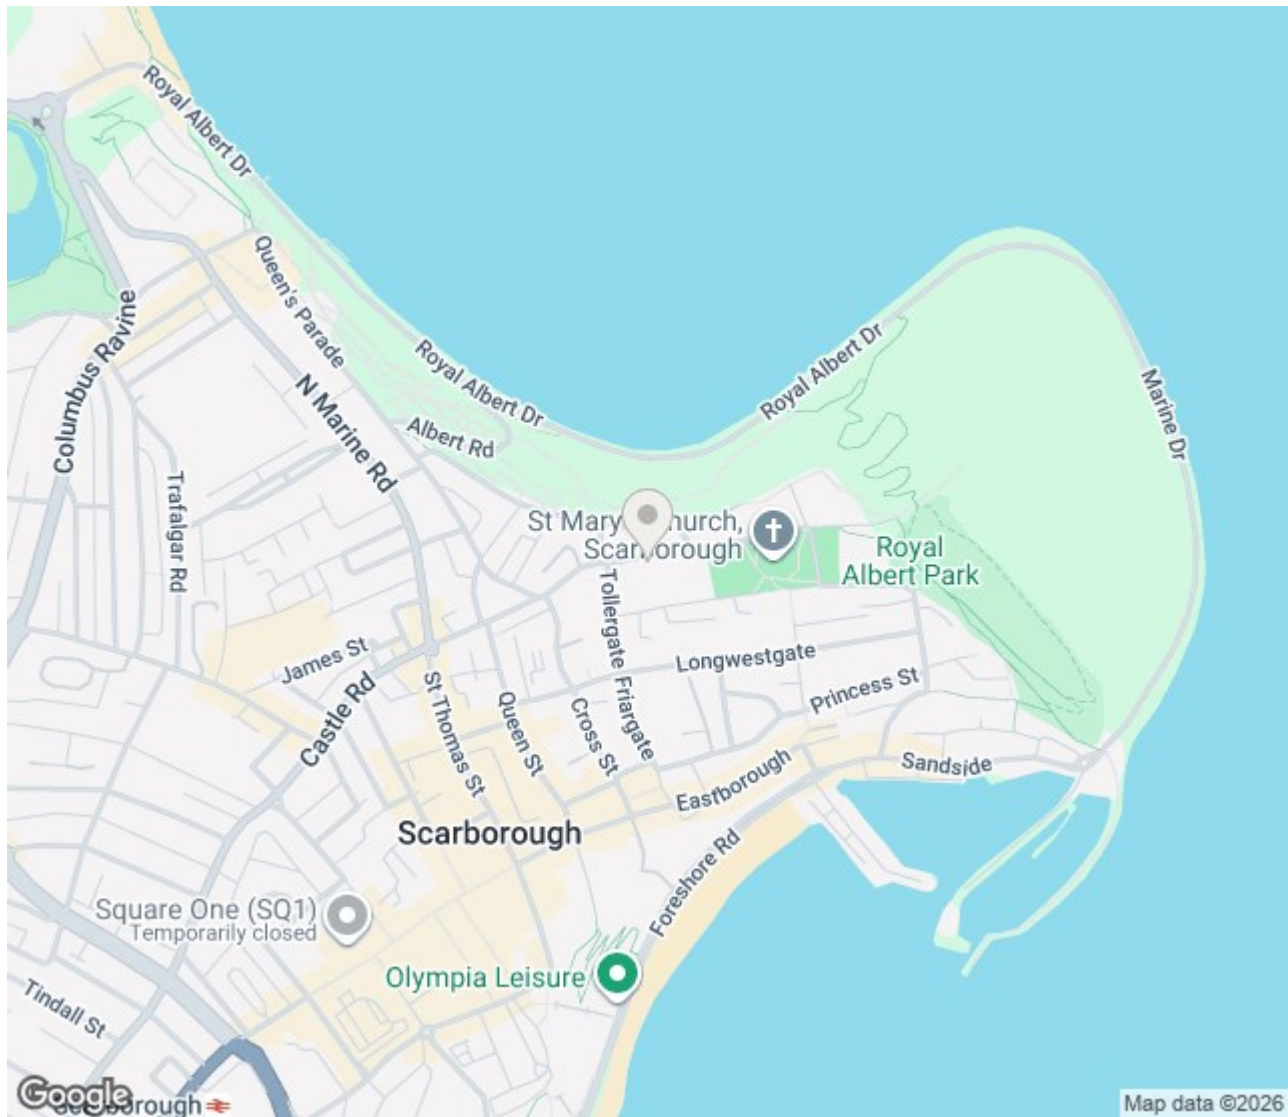 Royal Albert Dr
Queen's Parade
Columbus Ravine
N Marine Rd
Royal Albert Dr
Royal Albert Dr
Marine Dr
Albert Rd
Trafalgar Rd
St Mary Church,
Scarborough
Royal
Albert Park
Tollergate
Friargate
Longwestgate
James St
Castle Rd
St Thomas St
Queen St
Cross St
Princess St
Eastborough
Sandside
Scarborough
Foreshore Rd
Square One (SQ1)
Temporarily closed
Olympia Leisure
Tindall St
Google
Scarborough
Map data ©2026